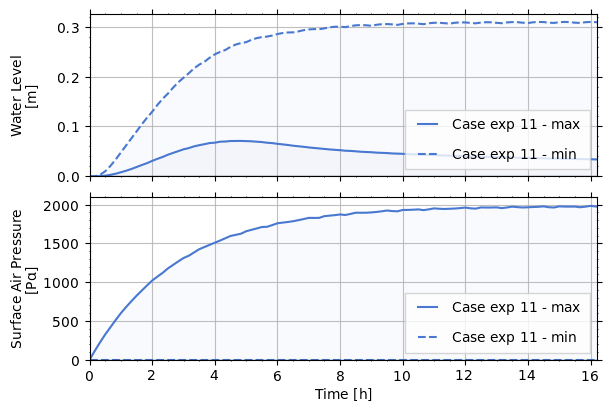 0.3
0.2
0.1
0.0
Water Level
[m]
Case exp 11 - max
Case exp 11 - min
2000
1500
1000
500
0
Surface Air Pressure
[Pa]
Case exp 11 - max
Case exp 11 - min
0 2 4 6 8 10 12 14 16
Time [h]